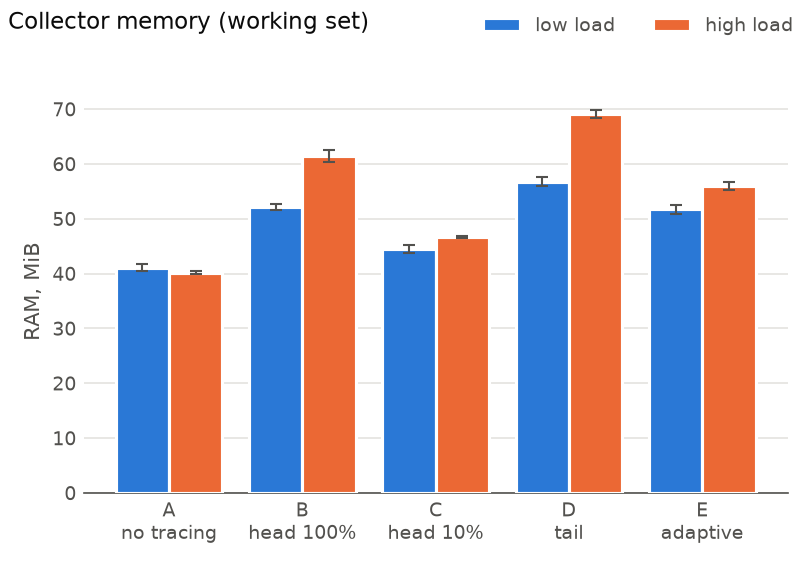 Collector memory (working set)
low load
high load
RAM, MiB
70
60
50
40
30
20
10
0
A
no tracing
B
head 100%
C
head 10%
D
tail
E
adaptive